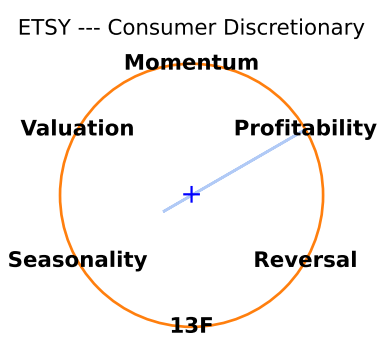 ETSY --- Consumer Discretionary
Momentum
Valuation
Profitability
Seasonality
Reversal
13F